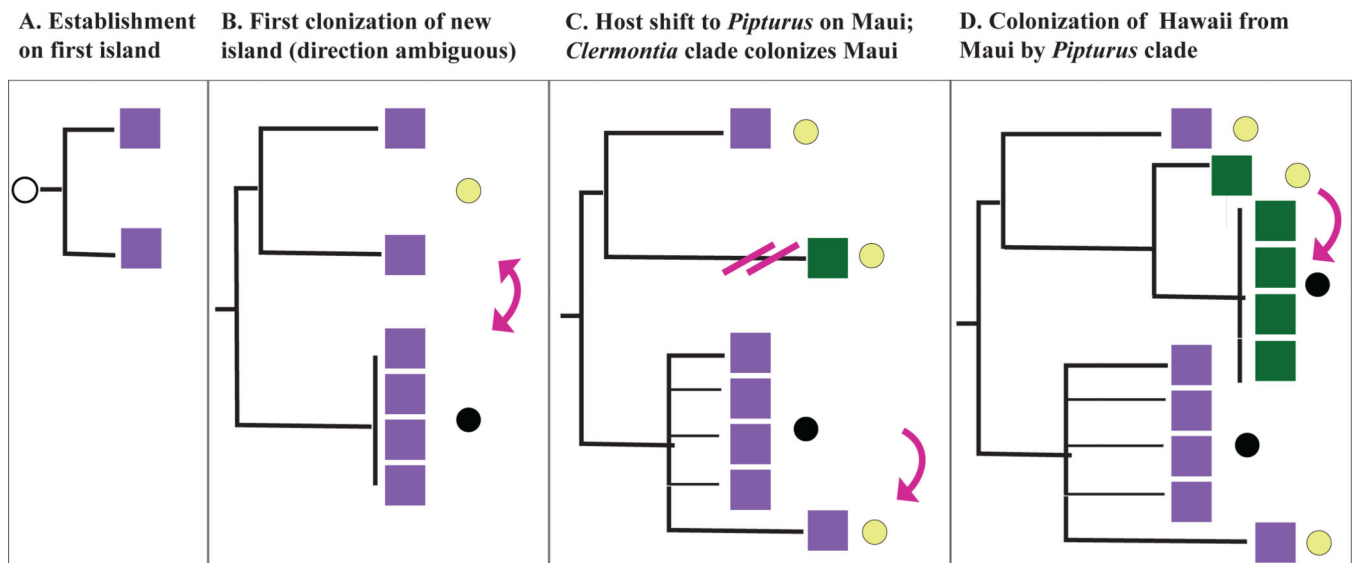 A. Establishment
on first island
B. First clonization of new
island (direction ambiguous)
C. Host shift to Pipturus on Maui;
Clermontia clade colonizes Maui
D. Colonization of Hawaii from
Maui by Pipturus clade